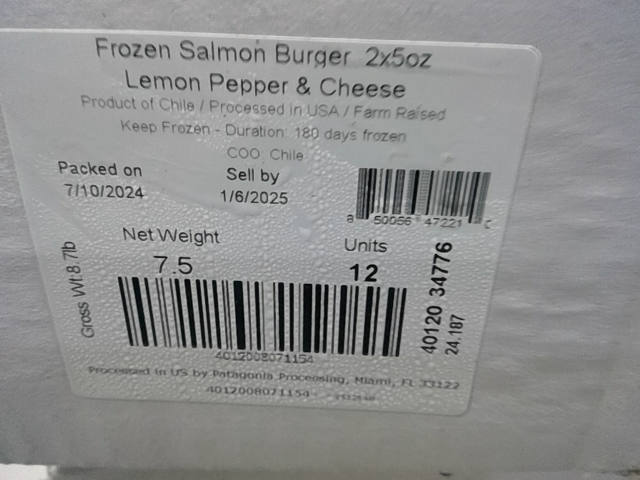 Frozen Salmon Burger 2x5oz
Lemon Pepper & Cheese
Product of Chile / Processed in USA / Farm Raised
Keep Frozen - Duration: 180 days frozen
COO: Chile
Packed on
7/10/2024
Sell by
1/6/2025
8 50056 47221
Net Weight
7.5
Units
12
Gross Wt:8.7lb
40120 34776
24.187
4012008071154
Processed in US by Patagonia Processing, Miami, FL 33122
4012008071154